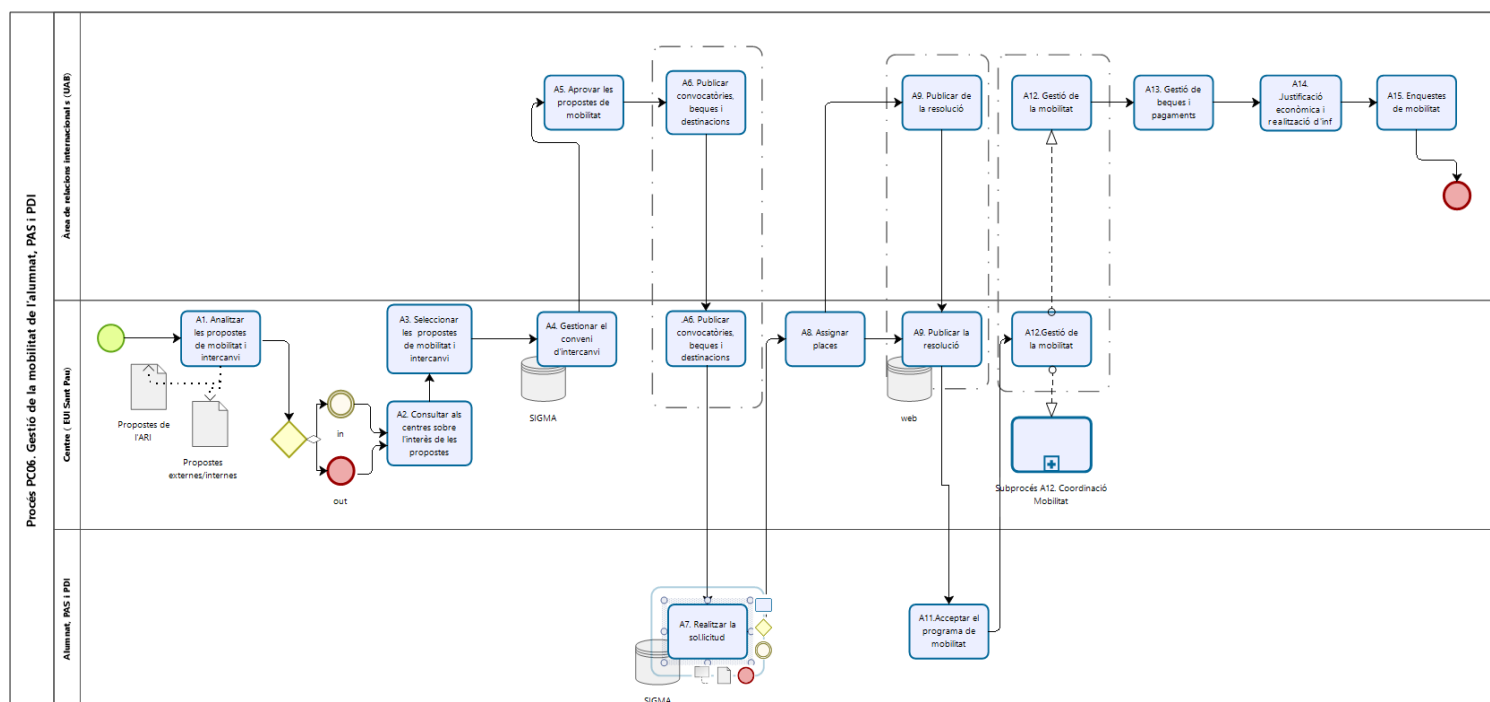 Procés PC06. Gestió de la mobilitat de l'alumnat, PAS i PDI
Àrea de relacions internacional s (UAB)
A5. Aprovar les
propostes de
mobilitat
A6. Publicar
convocatòries,
beques i
destinacions
A9. Publicar de
la resolució
A12. Gestió de
la mobilitat
A13. Gestió de
beques i
pagaments
A14.
Justificació
econòmica i
realització d'inf
A15. Enquestes
de mobilitat
Centre ( EUI Sant Pau)
A1. Analitzar
les propostes
de mobilitat i
intercanvi
Propostes de
l'ARI
Propostes
externes/internes
in
out
A2. Consultar als
centres sobre
l'interès de les
propostes
A3. Seleccionar
les propostes
de mobilitat i
intercanvi
A4. Gestionar el
conveni
d'intercanvi
SIGMA
A6. Publicar
convocatòries,
beques i
destinacions
A8. Assignar
places
A9. Publicar la
resolució
web
A12.Gestió de
la mobilitat
Subprocés A12. Coordinació
Mobilitat
Alumnat, PAS i PDI
A7. Realitzar la
sol.licitud
SIGMA
A11.Acceptar el
programa de
mobilitat